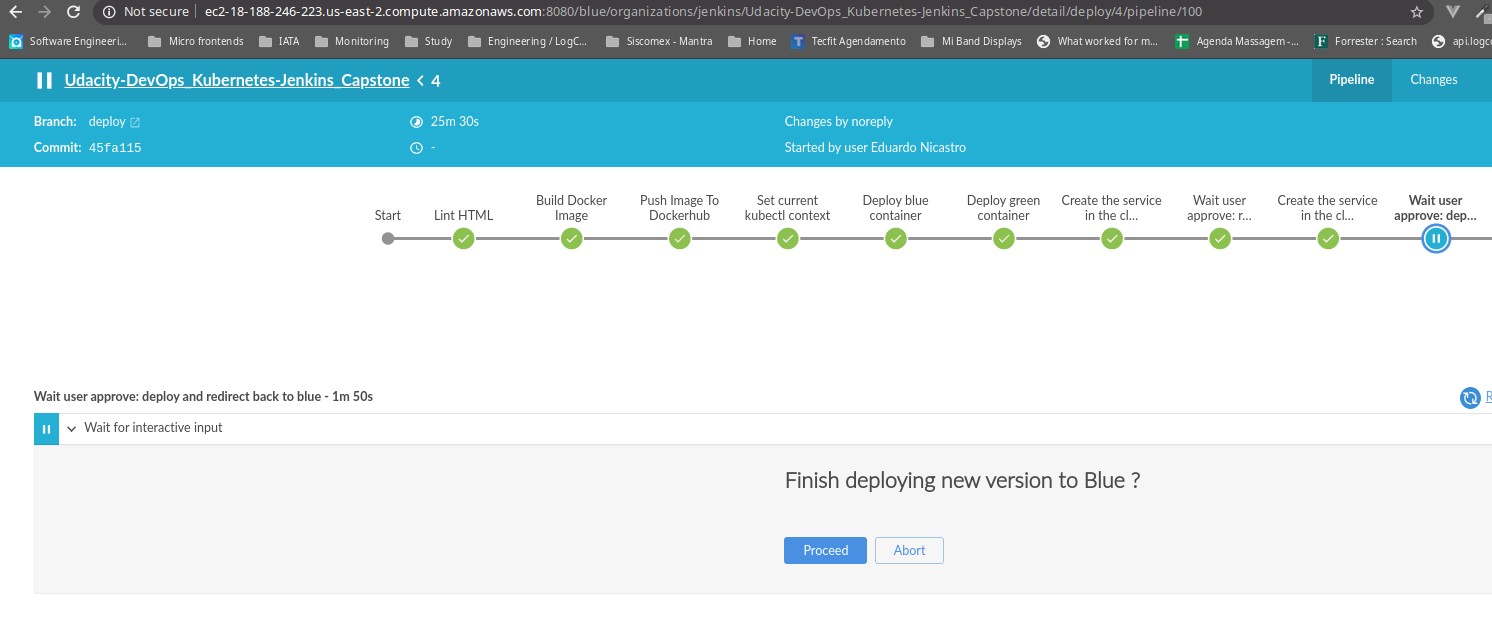 Not secure ec2-18-188-246-223.us-east-2.compute.amazonaws.com:8080/blue/organizations/jenkins/Udacity-DevOps_Kubernetes-Jenkins_Capstone/detail/deploy/4/pipeline/100
Software Engineeri... Micro frontends IATA Monitoring Study Engineering / LogC... Siscomex - Mantra Home Tecfit Agendamento Mi Band Displays What worked for m... Agenda Massagem -... Forrester : Search api.logco
Udacity-DevOps_Kubernetes-Jenkins_Capstone < 4 Pipeline Changes
Branch: deploy 25m 30s Changes by noreply
Commit: 45fa115 - Started by user Eduardo Nicastro
Start
Lint HTML
Build Docker
Image
Push Image To
Dockerhub
Set current
kubectl context
Deploy blue
container
Deploy green
container
Create the service
in the cl...
Wait user
approve: r...
Create the service
in the cl...
Wait user
approve: dep...
Wait user approve: deploy and redirect back to blue - 1m 50s R
Wait for interactive input
Finish deploying new version to Blue ?
Proceed Abort